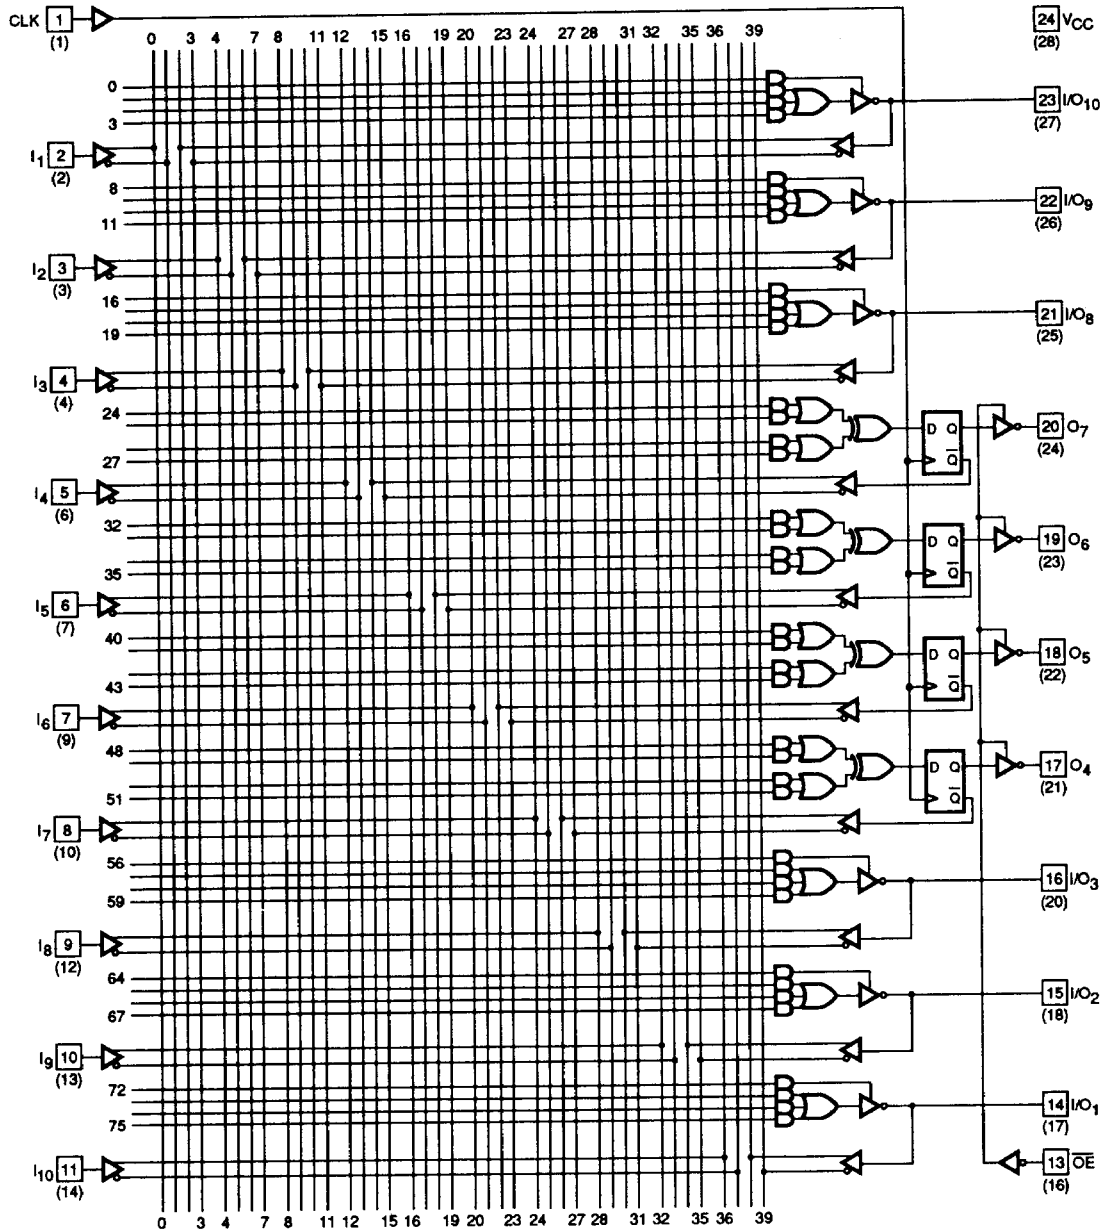 CLK 1 (1)
24 VCC (28)
0 3 4 7 8 11 12 15 16 19 20 23 24 27 28 31 32 35 36 39
0
3
23 I/O10 (27)
I1 2 (2)
8
11
22 I/O9 (26)
I2 3 (3)
16
19
21 I/O8 (25)
I3 4 (4)
24
27
D Q Q̅
20 O7 (24)
I4 5 (6)
32
35
D Q Q̅
19 O6 (23)
I5 6 (7)
40
43
D Q Q̅
18 O5 (22)
I6 7 (9)
48
51
D Q Q̅
17 O4 (21)
I7 8 (10)
56
59
16 I/O3 (20)
I8 9 (12)
64
67
15 I/O2 (18)
I9 10 (13)
72
75
14 I/O1 (17)
I10 11 (14)
13 O̅E̅ (16)
0 3 4 7 8 11 12 15 16 19 20 23 24 27 28 31 32 35 36 39